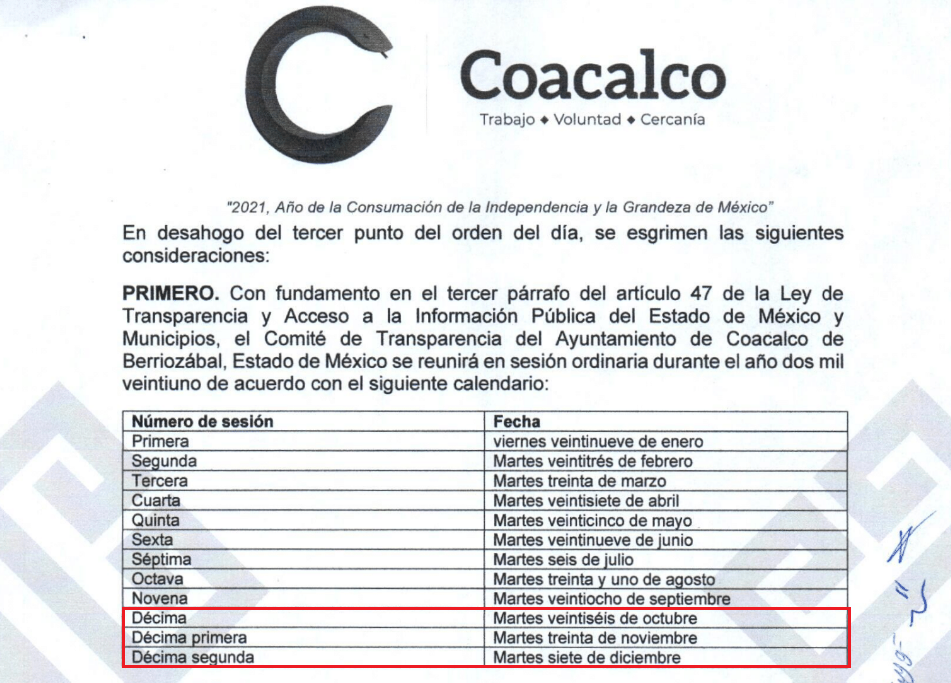 Coacalco
Trabajo ◆ Voluntad ◆ Cercanía
"2021, Año de la Consumación de la Independencia y la Grandeza de México"
En desahogo del tercer punto del orden del día, se esgrimen las siguientes
consideraciones:
PRIMERO. Con fundamento en el tercer párrafo del artículo 47 de la Ley de
Transparencia y Acceso a la Información Pública del Estado de México y
Municipios, el Comité de Transparencia del Ayuntamiento de Coacalco de
Berriozábal, Estado de México se reunirá en sesión ordinaria durante el año dos mil
veintiuno de acuerdo con el siguiente calendario:
Número de sesión Fecha
Primera viernes veintinueve de enero
Segunda Martes veintitrés de febrero
Tercera Martes treinta de marzo
Cuarta Martes veintisiete de abril
Quinta Martes veinticinco de mayo
Sexta Martes veintinueve de junio
Séptima Martes seis de julio
Octava Martes treinta y uno de agosto
Novena Martes veintiocho de septiembre
Décima Martes veintiséis de octubre
Décima primera Martes treinta de noviembre
Décima segunda Martes siete de diciembre